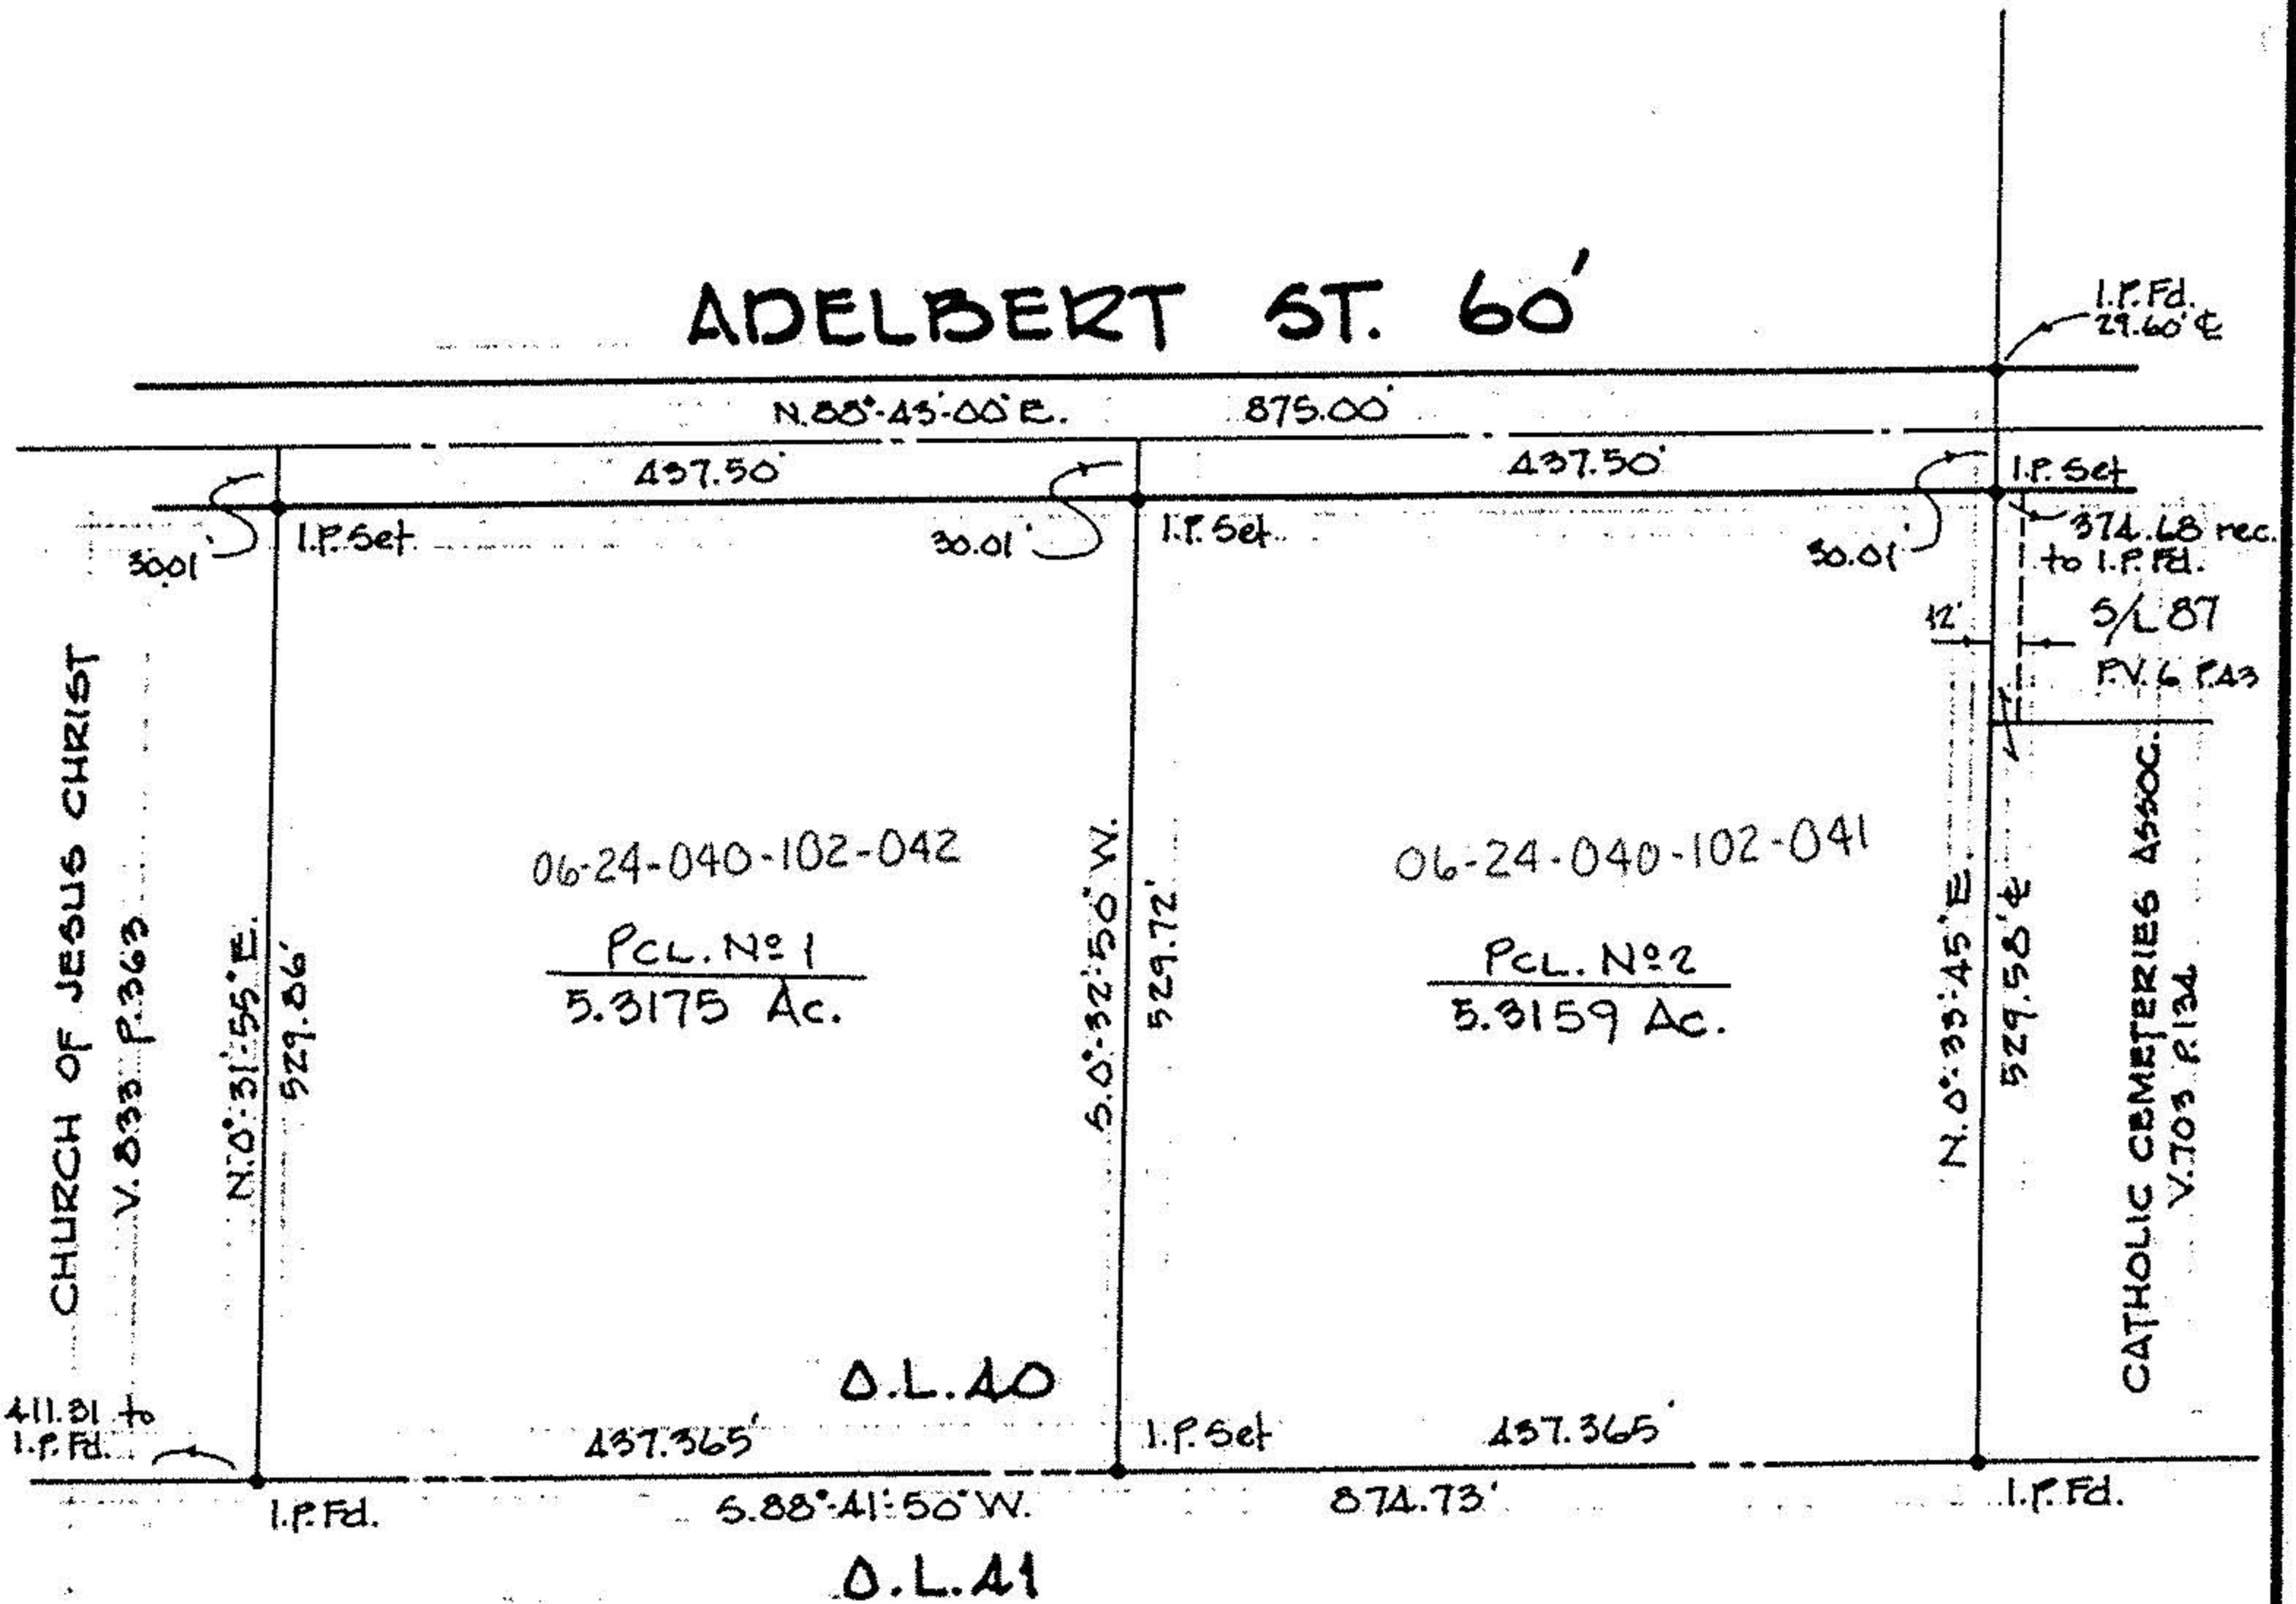 ADELBERT ST. 60'
I.P. Fd.
29.60' ℄
N.88°-43'-00" E. 875.00'
437.50'
437.50'
I.P. Set
30.01'
I.P. Set
30.01'
I.P. Set
30.01'
374.68 rec.
to I.P. Fd.
12'
S/L 87
P.V. 6 P.43
CHURCH OF JESUS CHRIST
V. 833 P. 363
N.0°-31'-55" E.
529.86'
06-24-040-102-042
PCL. Nº 1
5.3175 Ac.
S.0°-32'-50" W.
529.72'
06-24-040-102-041
PCL. Nº 2
5.3159 Ac.
N.0°-33'-45" E.
529.58' ℄
CATHOLIC CEMETERIES ASSOC.
V. 703 P. 134
O.L. 40
411.31 to
I.P. Fd.
437.365'
I.P. Set
437.365'
I.P. Fd.
S.88°-41'-50" W. 874.73'
I.P. Fd.
O.L. 41